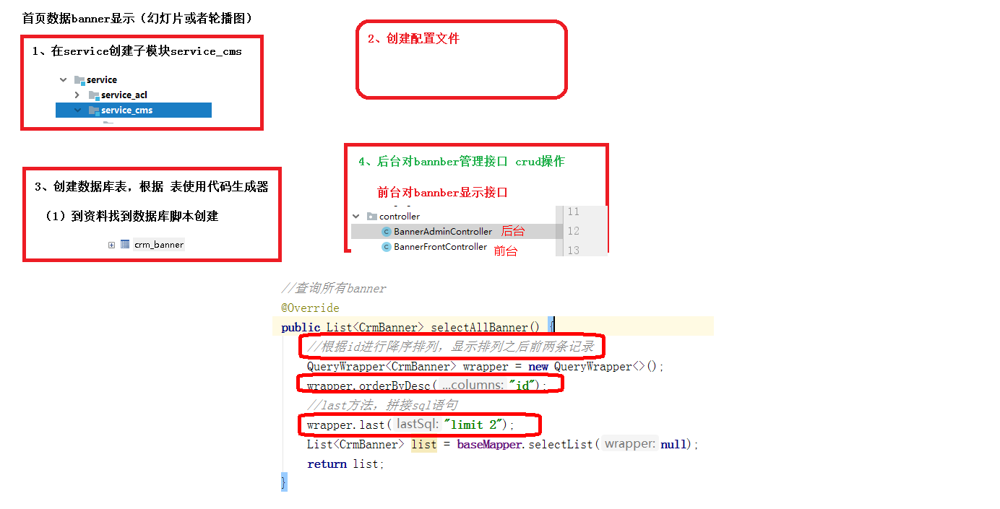 首页数据banner显示（幻灯片或者轮播图）
1、在service创建子模块service_cms
service
service_acl
service_cms
2、创建配置文件
3、创建数据库表，根据 表使用代码生成器
（1）到资料找到数据库脚本创建
crm_banner
4、后台对bannber管理接口 crud操作
前台对bannber显示接口
controller
11
BannerAdminController 后台
12
BannerFrontController 前台
13
//查询所有banner
@Override
public List<CrmBanner> selectAllBanner() {
//根据id进行降序排列，显示排列之后前两条记录
QueryWrapper<CrmBanner> wrapper = new QueryWrapper<>();
wrapper.orderByDesc( ...columns: "id");
//last方法，拼接sql语句
wrapper.last( lastSql: "limit 2");
List<CrmBanner> list = baseMapper.selectList( wrapper: null);
return list;
}